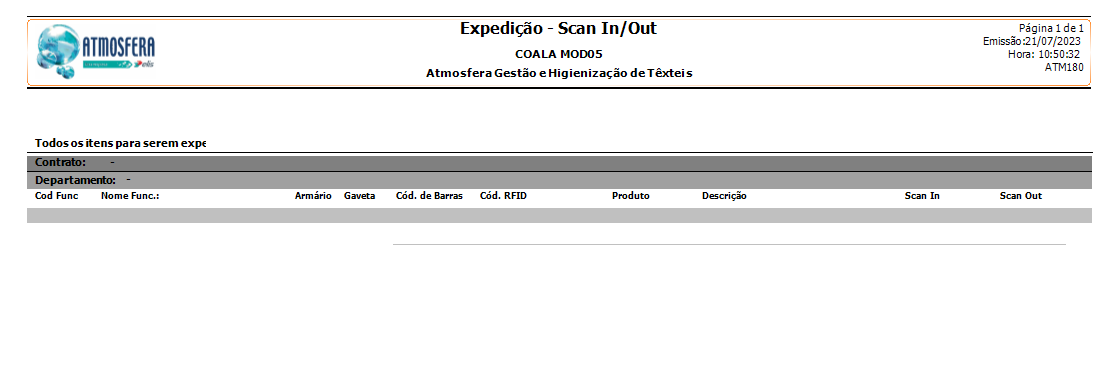 ATMOSFERA
elis
Expedição - Scan In/Out
COALA MOD05
Atmosfera Gestão e Higienização de Têxteis
Página 1 de 1
Emissão:21/07/2023
Hora: 10:50:32
ATM180
Todos os itens para serem expe
Contrato: -
Departamento: -
Cod Func Nome Func.: Armário Gaveta Cód. de Barras Cód. RFID Produto Descrição Scan In Scan Out